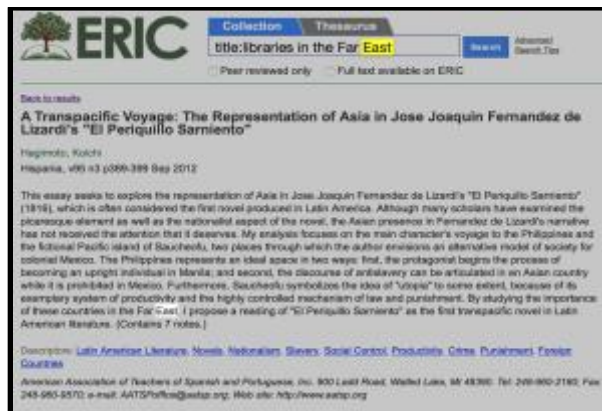 ERIC
Collection Thesaurus
title:libraries in the Far East
Search
Advanced
Search Tips
Peer reviewed only Full text available on ERIC
Back to results
A Transpacific Voyage: The Representation of Asia in Jose Joaquin Fernandez de
Lizardi's "El Periquillo Sarniento"
Hagimoto, Koichi
Hispania, v95 n3 p389-399 Sep 2012
This essay seeks to explore the representation of Asia in Jose Joaquin Fernandez de Lizardi's "El Periquillo Sarniento"
(1816), which is often considered the first novel produced in Latin America. Although many scholars have examined the
picaresque element as well as the nationalist aspect of the novel, the Asian presence in Fernandez de Lizardi's narrative
has not received the attention that it deserves. My analysis focuses on the main character's voyage to the Philippines and
the fictional Pacific island of Saucheofu, two places through which the author envisions an alternative model of society for
colonial Mexico. The Philippines represents an ideal space in two ways: first, the protagonist begins the process of
becoming an upright individual in Manila; and second, the discourse of antislavery can be articulated in an Asian country
while it is prohibited in Mexico. Furthermore, Saucheofu symbolizes the idea of "utopia" to some extent, because of its
exemplary system of productivity and the highly controlled mechanism of law and punishment. By studying the importance
of these countries in the Far East, I propose a reading of "El Periquillo Sarniento" as the first transpacific novel in Latin
American literature. (Contains 7 notes.)
Descriptors: Latin American Literature, Novels, Nationalism, Slavery, Social Control, Productivity, Crime, Punishment, Foreign
Countries
American Association of Teachers of Spanish and Portuguese, Inc. 900 Ladd Road, Walled Lake, MI 48390. Tel: 248-960-2180; Fax:
248-960-9570; e-mail: AATSPoffice@aatsp.org; Web site: http://www.aatsp.org